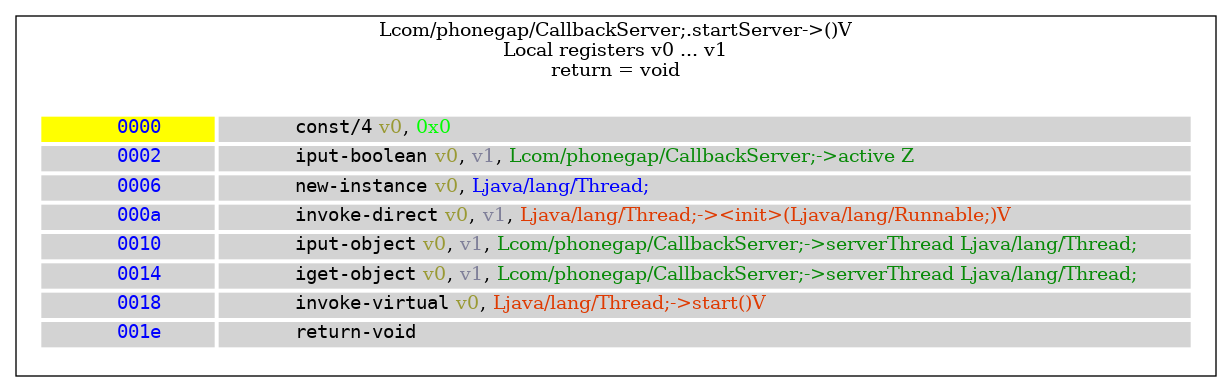 Lcom/phonegap/CallbackServer;.startServer->()V
Local registers v0 ... v1
return = void
0000 const/4 v0, 0x0
0002 iput-boolean v0, v1, Lcom/phonegap/CallbackServer;->active Z
0006 new-instance v0, Ljava/lang/Thread;
000a invoke-direct v0, v1, Ljava/lang/Thread;-><init>(Ljava/lang/Runnable;)V
0010 iput-object v0, v1, Lcom/phonegap/CallbackServer;->serverThread Ljava/lang/Thread;
0014 iget-object v0, v1, Lcom/phonegap/CallbackServer;->serverThread Ljava/lang/Thread;
0018 invoke-virtual v0, Ljava/lang/Thread;->start()V
001e return-void